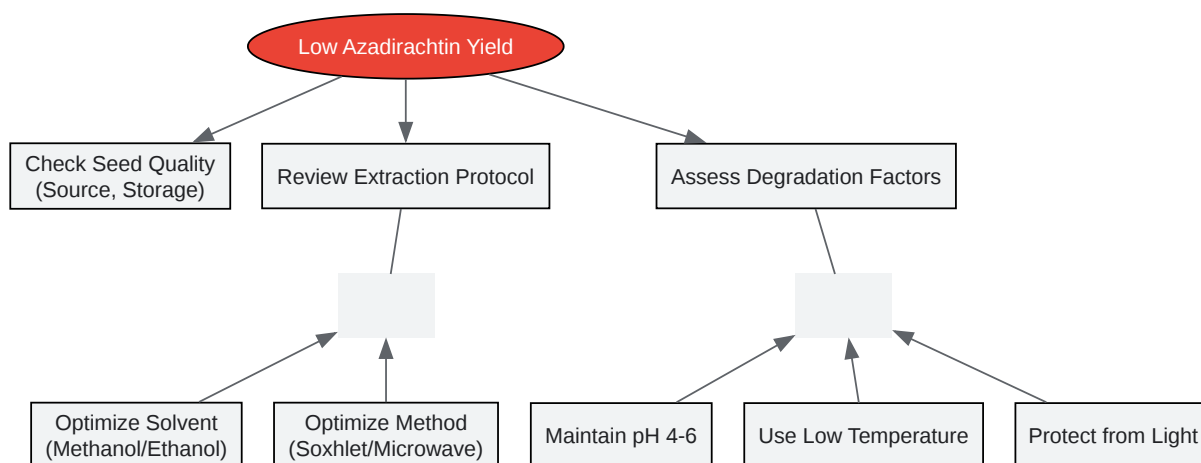 Low Azadirachtin Yield
Check Seed Quality
(Source, Storage)
Review Extraction Protocol
Assess Degradation Factors
Optimize Solvent
(Methanol/Ethanol)
Optimize Method
(Soxhlet/Microwave)
Maintain pH 4-6
Use Low Temperature
Protect from Light